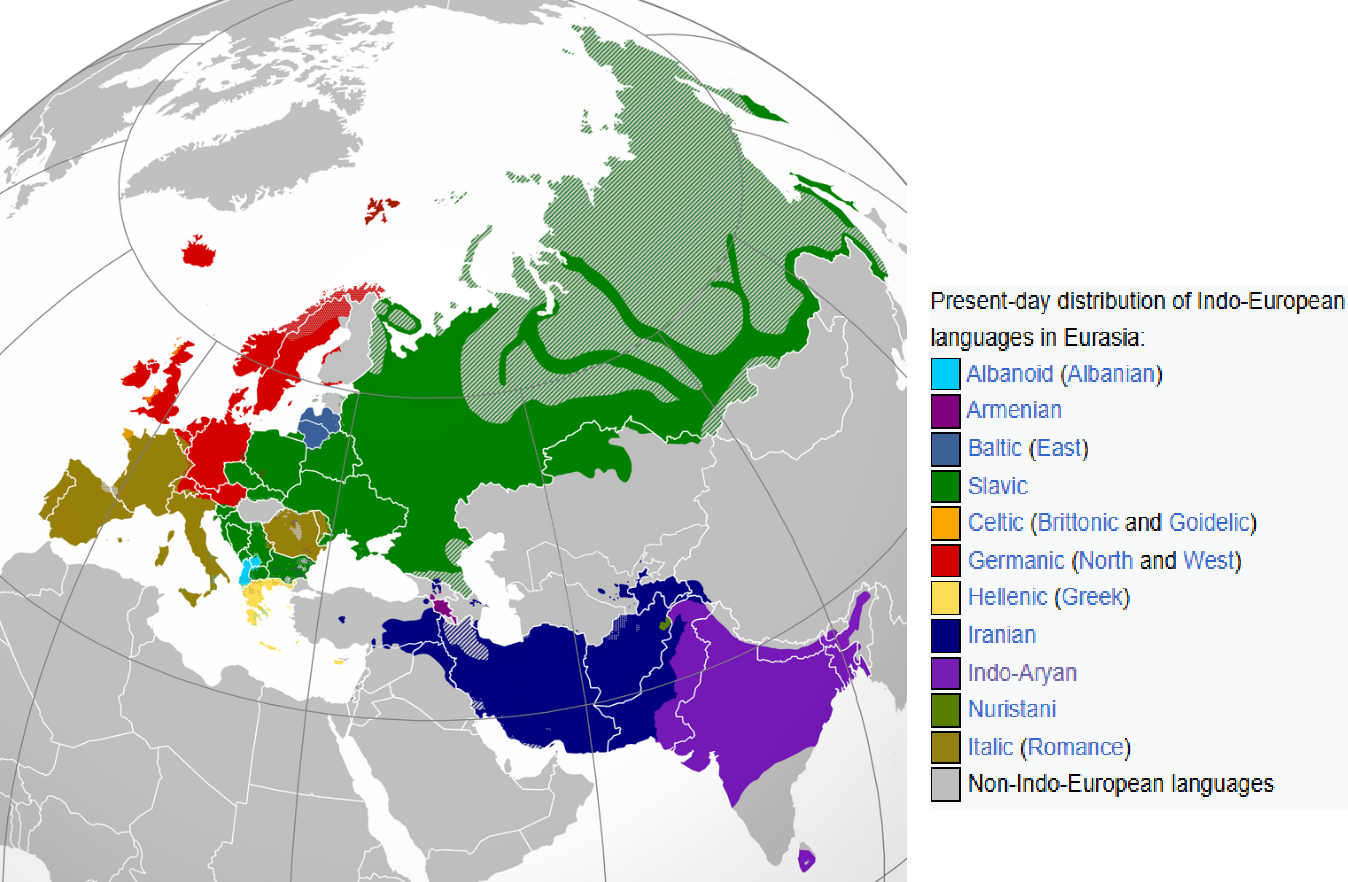 Present-day distribution of Indo-European
languages in Eurasia:
Albanoid (Albanian)
Armenian
Baltic (East)
Slavic
Celtic (Brittonic and Goidelic)
Germanic (North and West)
Hellenic (Greek)
Iranian
Indo-Aryan
Nuristani
Italic (Romance)
Non-Indo-European languages